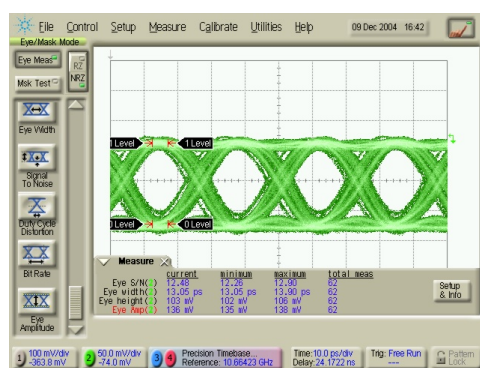 File Control Setup Measure Calibrate Utilities Help 09 Dec 2004 16:42
Eye/Mask Mode
Eye Meas
RZ
NRZ
Msk Test
Eye Width
Signal
To Noise
Duty Cycle
Distortion
Bit Rate
Eye
Amplitude
1 Level 1 Level
0 Level 0 Level
Measure
current minimum maximum total meas
Eye S/N(2) 12.48 12.26 12.90 62
Eye width(2) 13.05 ps 13.05 ps 13.90 ps 62
Eye height(2) 103 mV 102 mV 106 mV 62
Eye Amp(2) 136 mV 135 mV 138 mV 62
Setup
& Info
1 100 mV/div
-363.8 mV
2 50.0 mV/div
-74.0 mV
3 4 Precision Timebase...
Reference: 10.66423 GHz
Time:10.0 ps/div
Delay:24.1722 ns
Trig: Free Run
---
Pattern
Lock